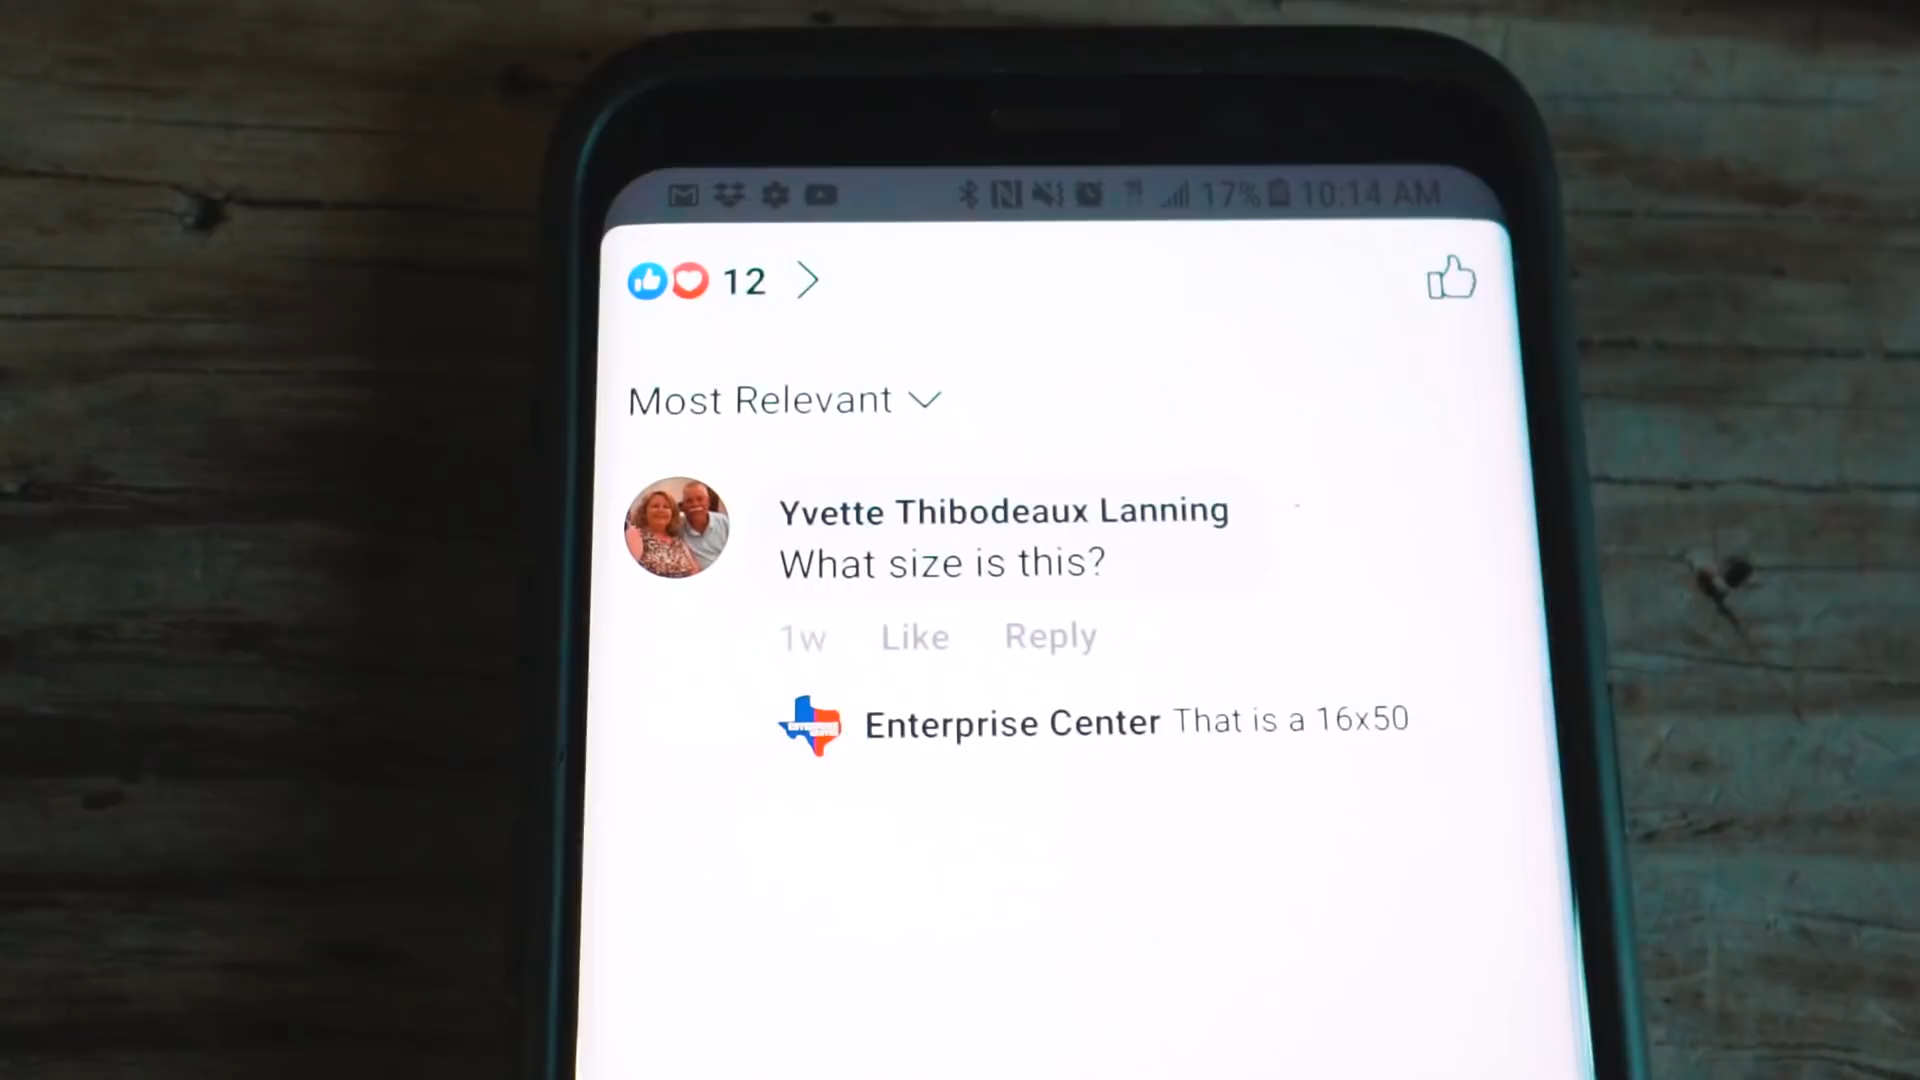 17% 10:14 AM
12
Most Relevant
Yvette Thibodeaux Lanning
What size is this?
1w Like Reply
Enterprise Center That is a 16x50